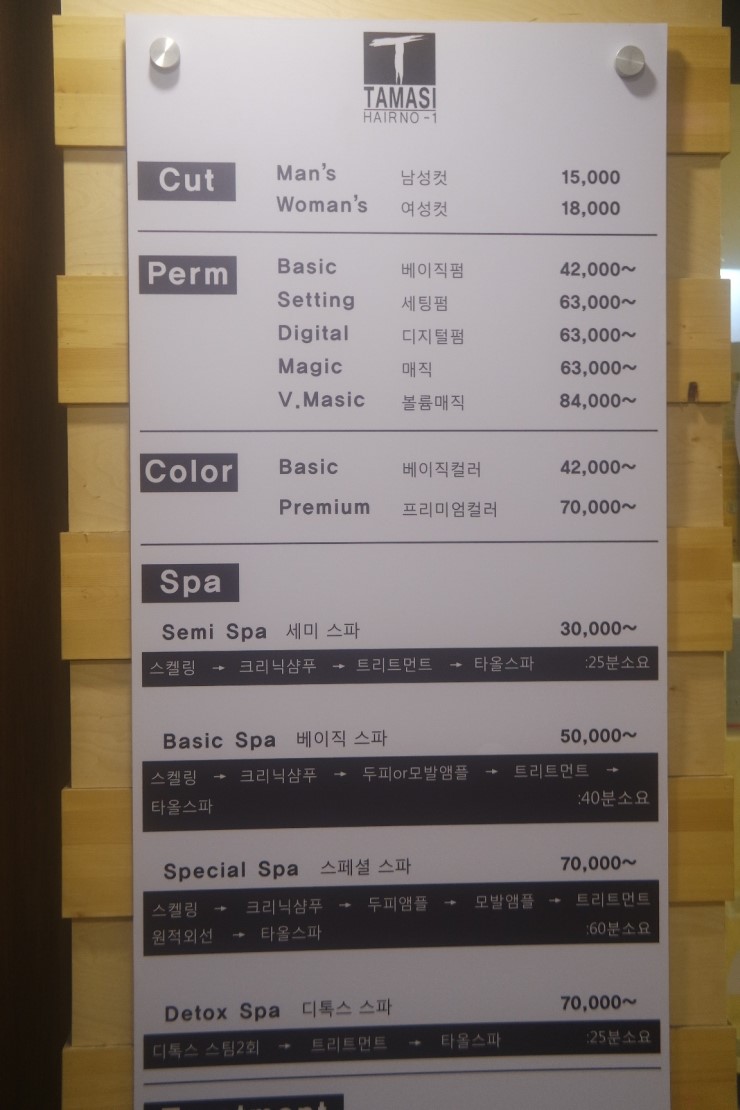 T
TAMASI
HAIRNO-1
Cut
Man's 남성컷 15,000
Woman's 여성컷 18,000
Perm
Basic 베이직펌 42,000~
Setting 세팅펌 63,000~
Digital 디지털펌 63,000~
Magic 매직 63,000~
V.Masic 볼륨매직 84,000~
Color
Basic 베이직컬러 42,000~
Premium 프리미엄컬러 70,000~
Spa
Semi Spa 세미 스파 30,000~
스켈링 → 크리닉샴푸 → 트리트먼트 → 타올스파 :25분소요
Basic Spa 베이직 스파 50,000~
스켈링 → 크리닉샴푸 → 두피or모발앰플 → 트리트먼트 →
타올스파 :40분소요
Special Spa 스페셜 스파 70,000~
스켈링 → 크리닉샴푸 → 두피앰플 → 모발앰플 → 트리트먼트
원적외선 → 타올스파 :60분소요
Detox Spa 디톡스 스파 70,000~
디톡스 스팀2회 → 트리트먼트 → 타올스파 :25분소요